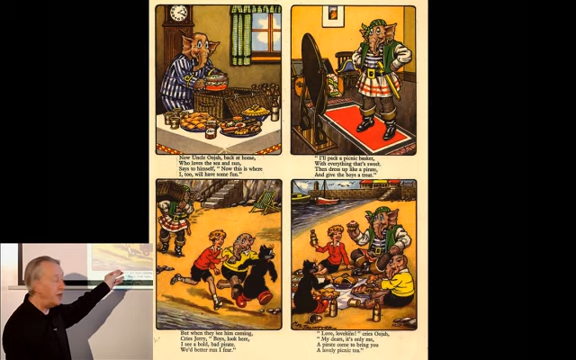 Now Uncle Oojah, back at home,
Who loves the sea and sun,
Says to himself, "Now this is where
I, too, will have some fun."
"I'll pack a picnic basket,
With everything that's sweet,
Then dress up like a pirate,
And give the boys a treat."
But when they see him coming,
Cries Jerry, "Boys, look here,
I see a bold, bad pirate,
We'd better run I fear."
"Love, lovekins!" cries Oojah,
"My dears, it's only me,
A pirate come to bring you
A lovely picnic tea."